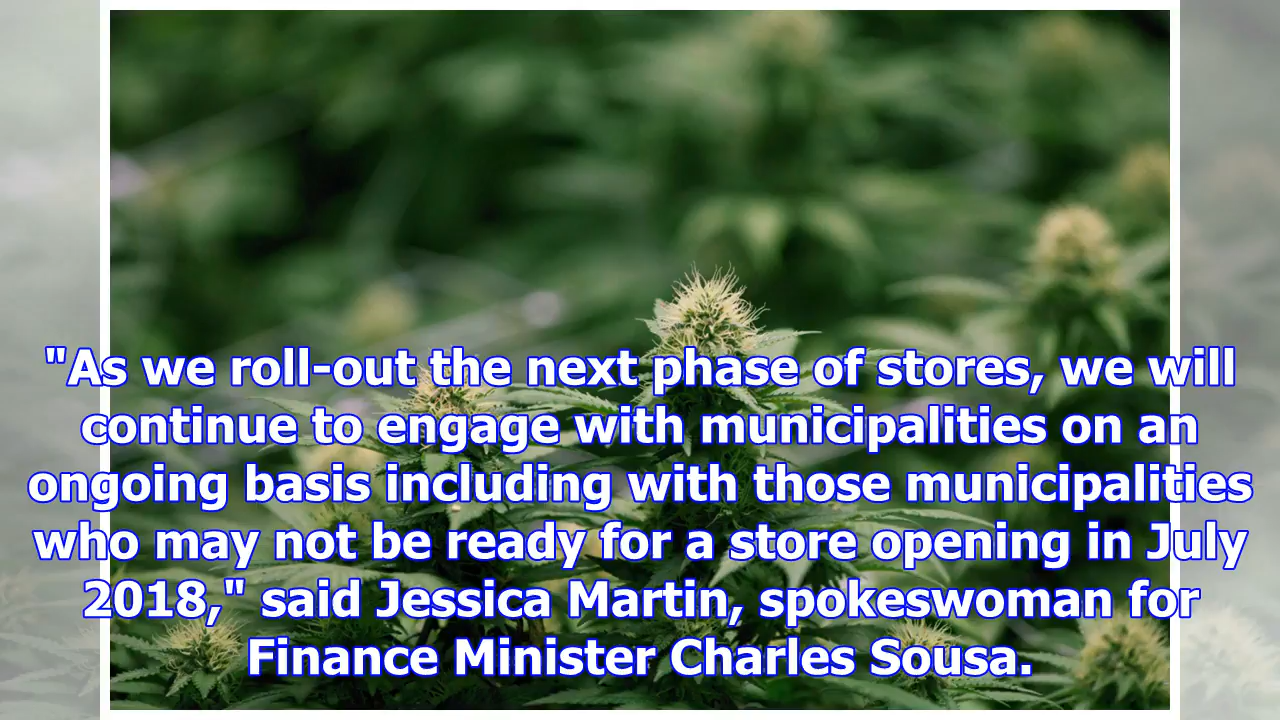 "As we roll-out the next phase of stores, we will
continue to engage with municipalities on an
ongoing basis including with those municipalities
who may not be ready for a store opening in July
2018," said Jessica Martin, spokeswoman for
Finance Minister Charles Sousa.